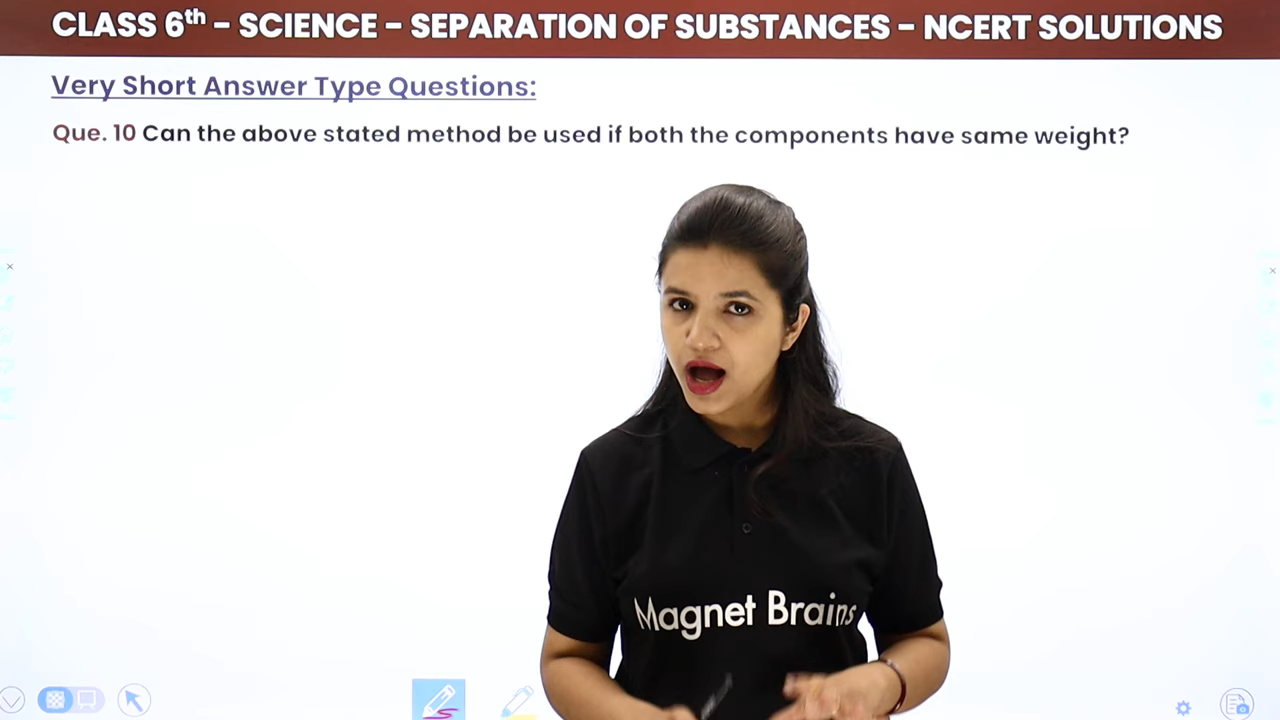 CLASS 6th – SCIENCE – SEPARATION OF SUBSTANCES – NCERT SOLUTIONS
Very Short Answer Type Questions:
Que. 10 Can the above stated method be used if both the components have same weight?
Magnet Brains